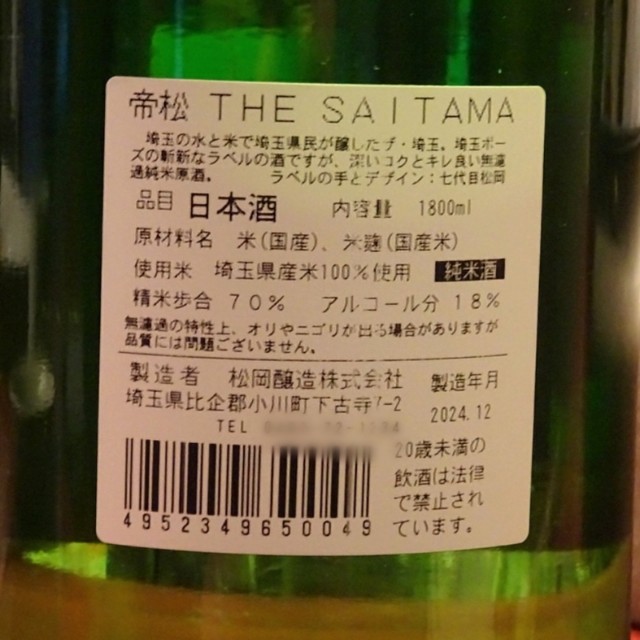 帝松 THE SAITAMA
埼玉の水と米で埼玉県民が醸したザ・埼玉。埼玉ポー
ズの斬新なラベルの酒ですが、深いコクとキレ良い無濾
過純米原酒。 ラベルの手とデザイン：七代目松岡
品目 日本酒 内容量 1800ml
原材料名 米(国産)、米麹(国産米)
使用米 埼玉県産米100%使用 純米酒
精米歩合 70% アルコール分 18%
無濾過の特性上、オリやニゴリが出る場合がありますが
品質には問題ございません。
製造者 松岡醸造株式会社 製造年月
埼玉県比企郡小川町下古寺7-2
2024.12
TEL
20歳未満の
飲酒は法律
で禁止され
ています。
4952349650049